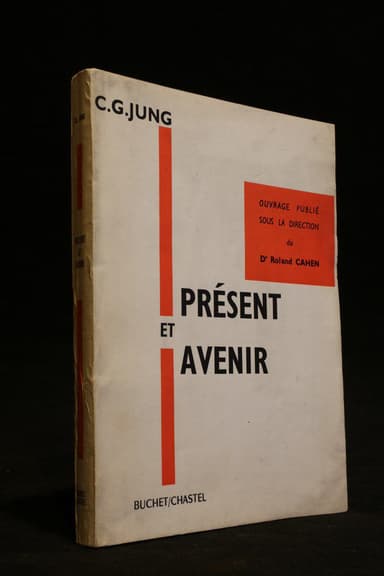 C.G.JUNG
OUVRAGE PUBLIÉ
SOUS LA DIRECTION
du
Dr Roland CAHEN
PRÉSENT
ET
AVENIR
BUCHET/CHASTEL